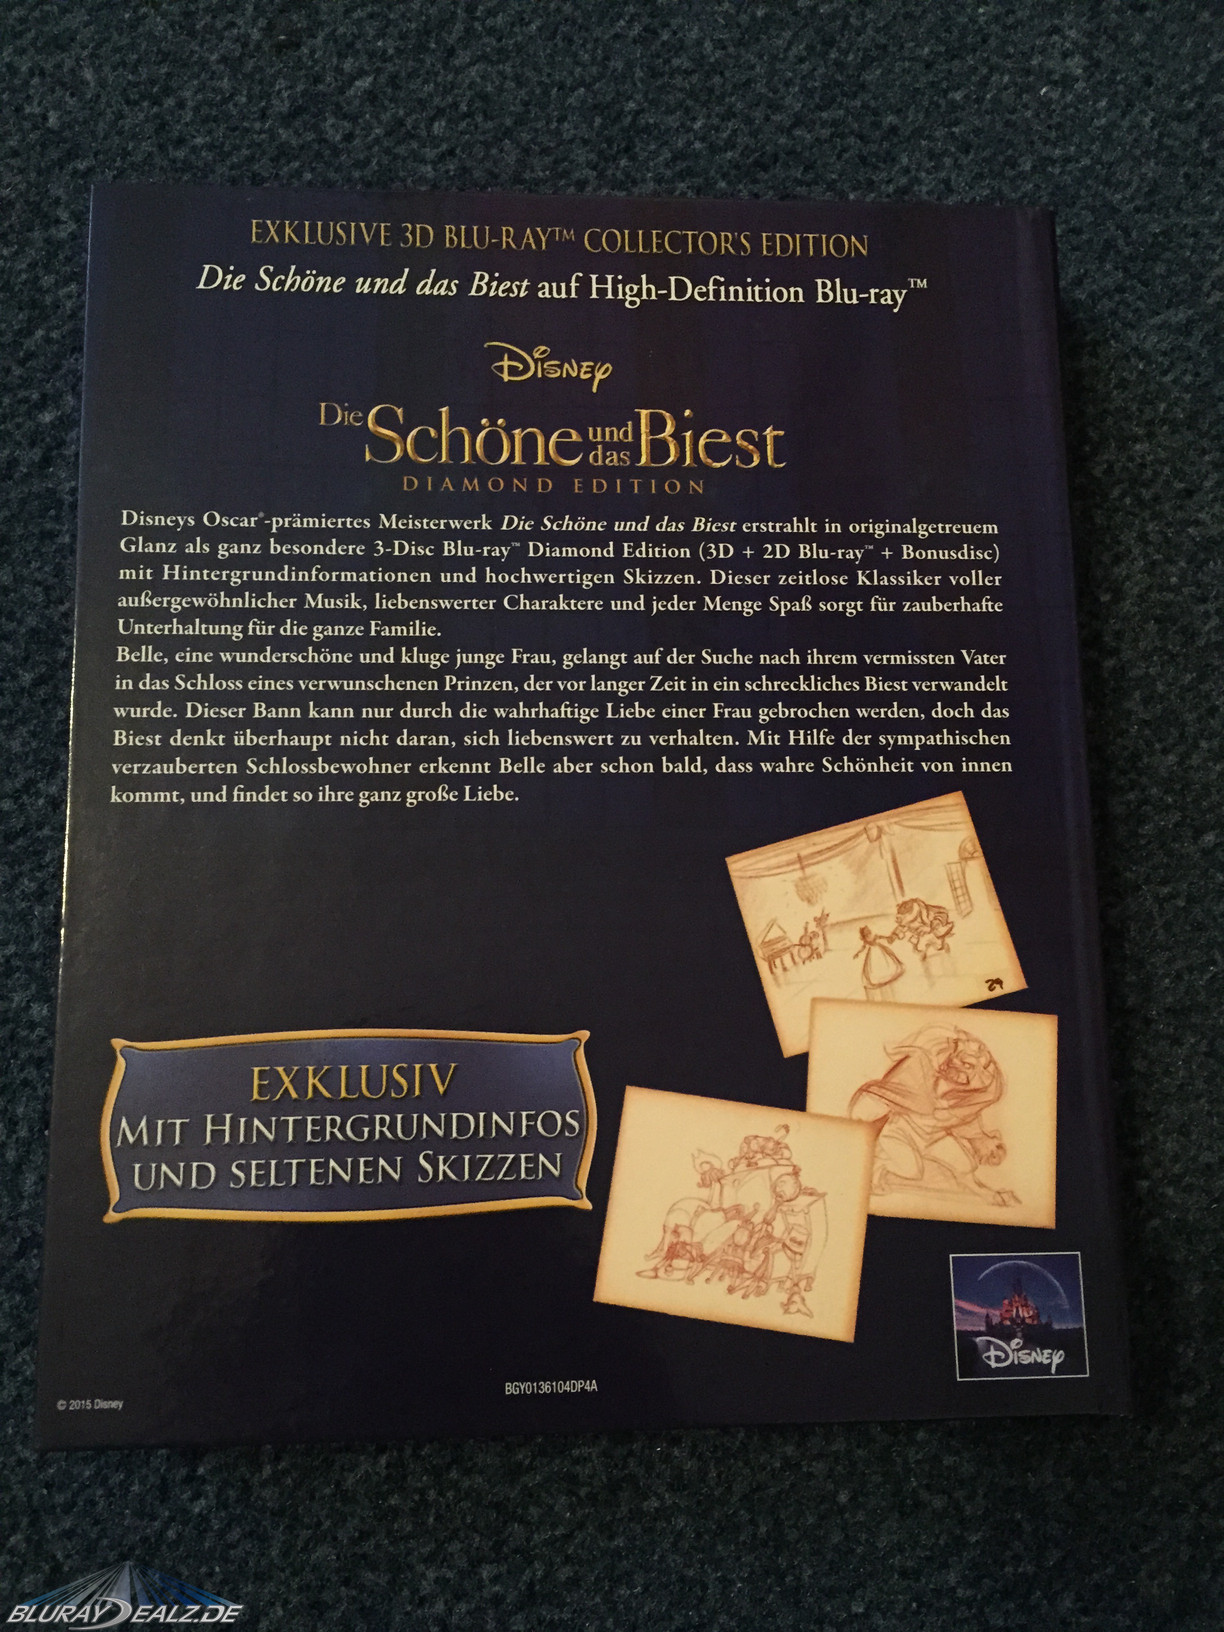 EXKLUSIVE 3D BLU-RAY™ COLLECTOR'S EDITION
Die Schöne und das Biest auf High-Definition Blu-ray™
Disney
Die Schöne und das Biest
DIAMOND EDITION
Disneys Oscar®-prämiertes Meisterwerk Die Schöne und das Biest erstrahlt in originalgetreuem
Glanz als ganz besondere 3-Disc Blu-ray™ Diamond Edition (3D + 2D Blu-ray™ + Bonusdisc)
mit Hintergrundinformationen und hochwertigen Skizzen. Dieser zeitlose Klassiker voller
außergewöhnlicher Musik, liebenswerter Charaktere und jeder Menge Spaß sorgt für zauberhafte
Unterhaltung für die ganze Familie.
Belle, eine wunderschöne und kluge junge Frau, gelangt auf der Suche nach ihrem vermissten Vater
in das Schloss eines verwunschenen Prinzen, der vor langer Zeit in ein schreckliches Biest verwandelt
wurde. Dieser Bann kann nur durch die wahrhaftige Liebe einer Frau gebrochen werden, doch das
Biest denkt überhaupt nicht daran, sich liebenswert zu verhalten. Mit Hilfe der sympathischen
verzauberten Schlossbewohner erkennt Belle aber schon bald, dass wahre Schönheit von innen
kommt, und findet so ihre ganz große Liebe.
29
EXKLUSIV
MIT HINTERGRUNDINFOS
UND SELTENEN SKIZZEN
Disney
BGY0136104DP4A
© 2015 Disney
BLURAYDEALZ.DE